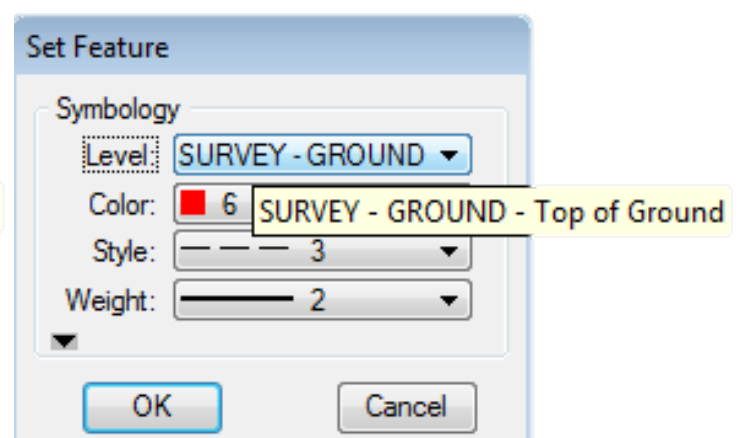 Set Feature
Symbology
Level: SURVEY - GROUND
Color: 6
SURVEY - GROUND - Top of Ground
Style: 3
Weight: 2
OK Cancel